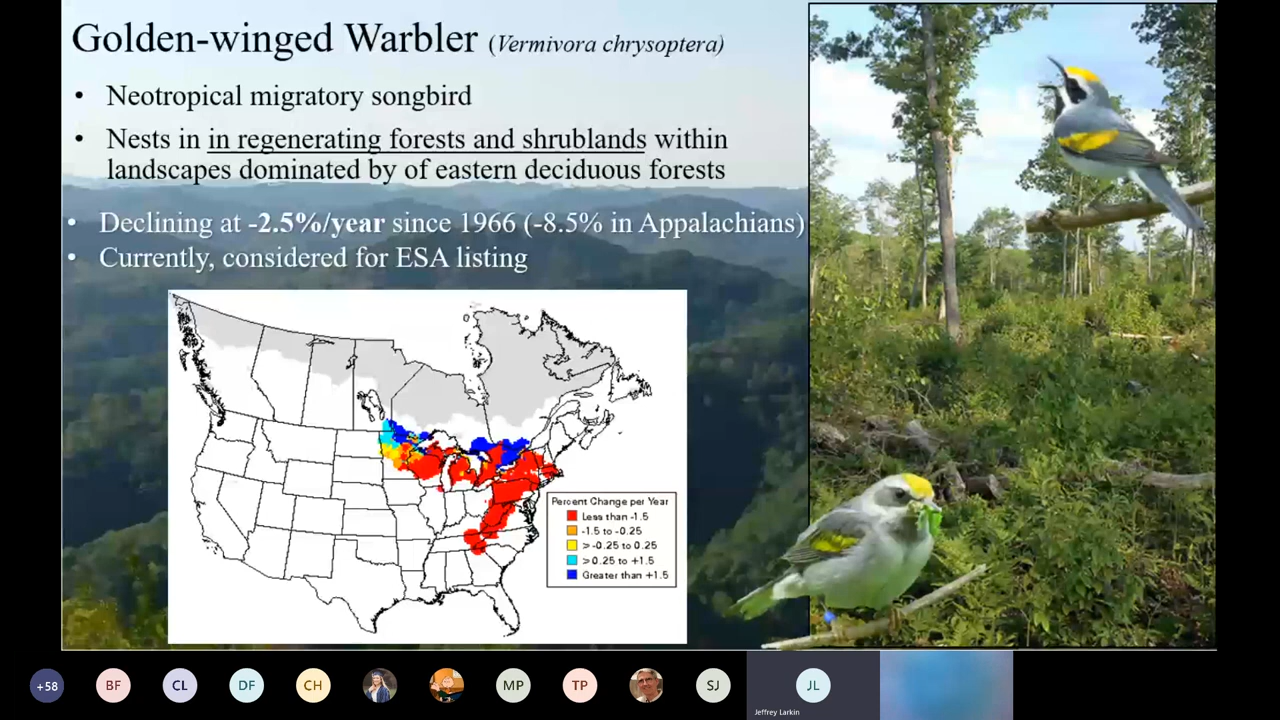 Golden-winged Warbler (Vermivora chrysoptera)
• Neotropical migratory songbird
• Nests in in regenerating forests and shrublands within
landscapes dominated by of eastern deciduous forests
• Declining at -2.5%/year since 1966 (-8.5% in Appalachians)
• Currently, considered for ESA listing
Percent Change per Year
Less than -1.5
-1.5 to -0.25
> -0.25 to 0.25
> 0.25 to +1.5
Greater than +1.5
+58
BF
CL
DF
CH
MP
TP
SJ
JL
Jeffrey Larkin